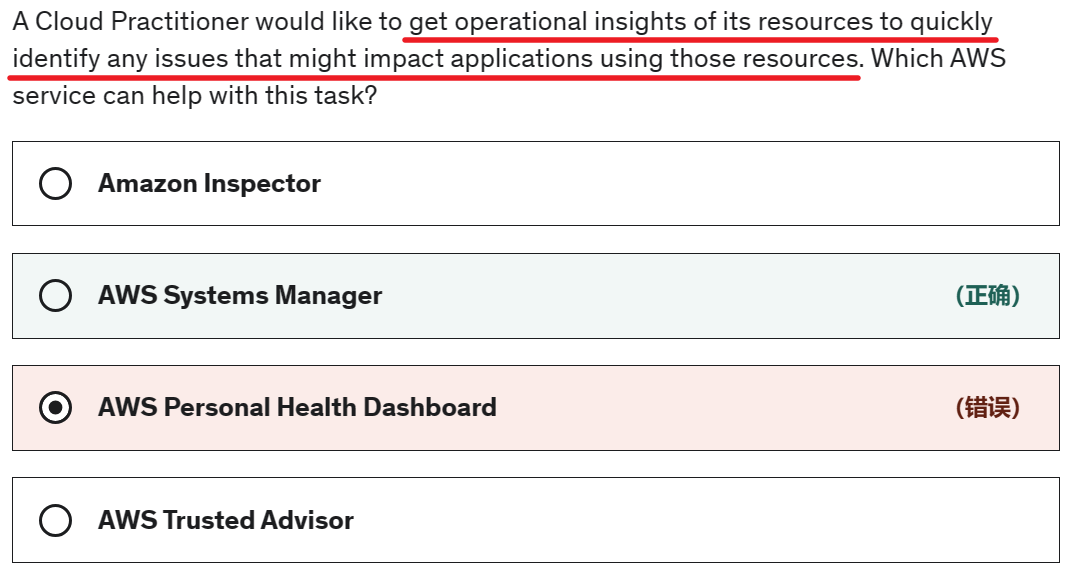 A Cloud Practitioner would like to get operational insights of its resources to quickly
identify any issues that might impact applications using those resources. Which AWS
service can help with this task?
Amazon Inspector
AWS Systems Manager (正确)
AWS Personal Health Dashboard (错误)
AWS Trusted Advisor